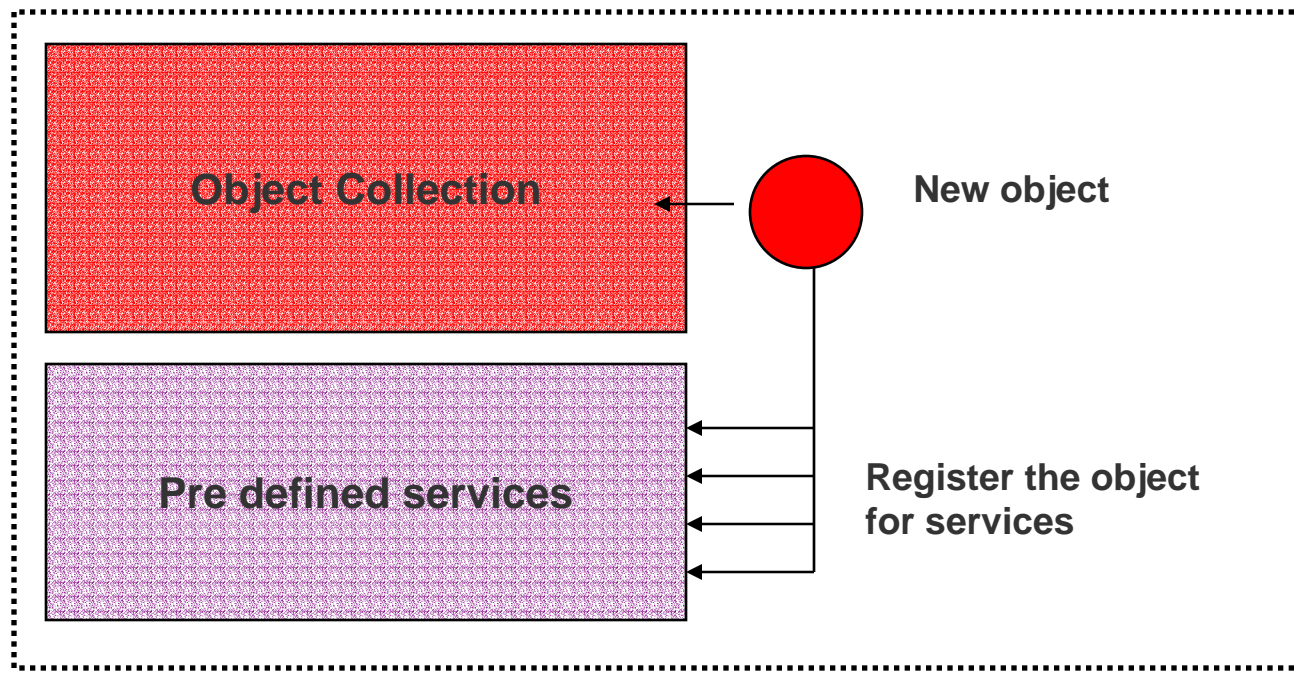 Object Collection
New object
Pre defined services
Register the object
for services